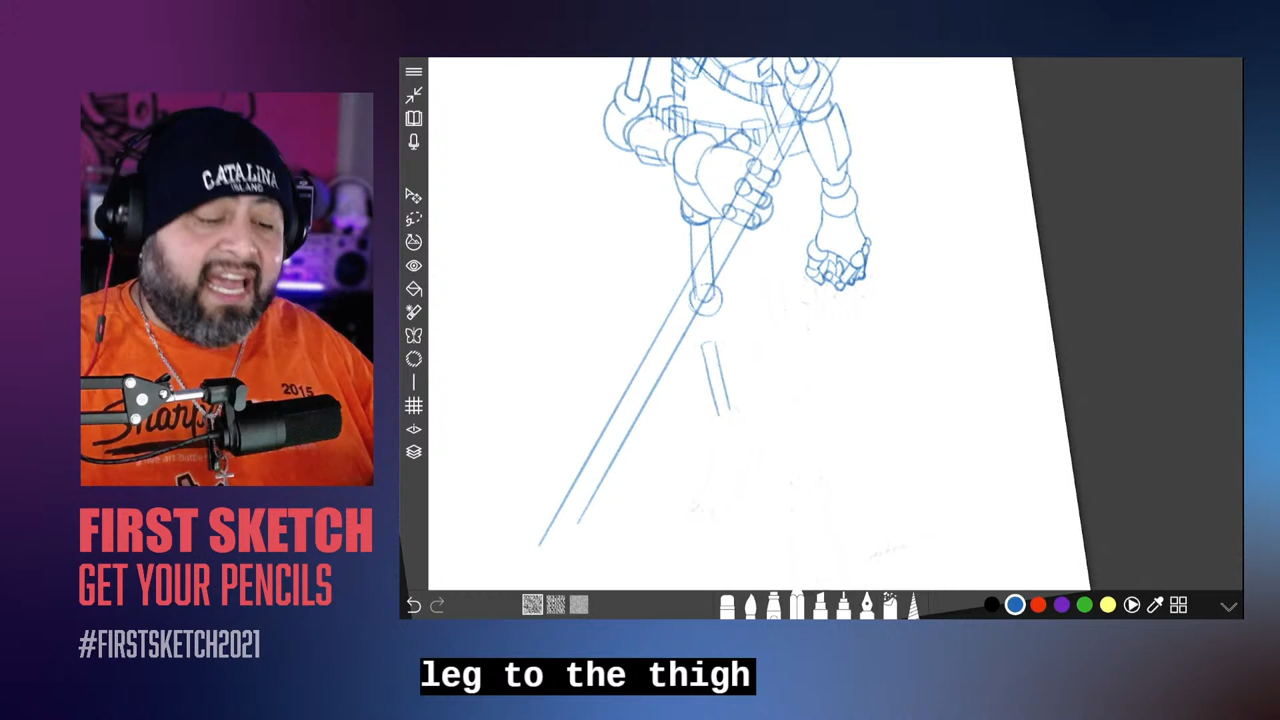 CATALINA
ISLAND
2015
FIRST SKETCH
GET YOUR PENCILS
#FIRSTSKETCH2021
leg to the thigh